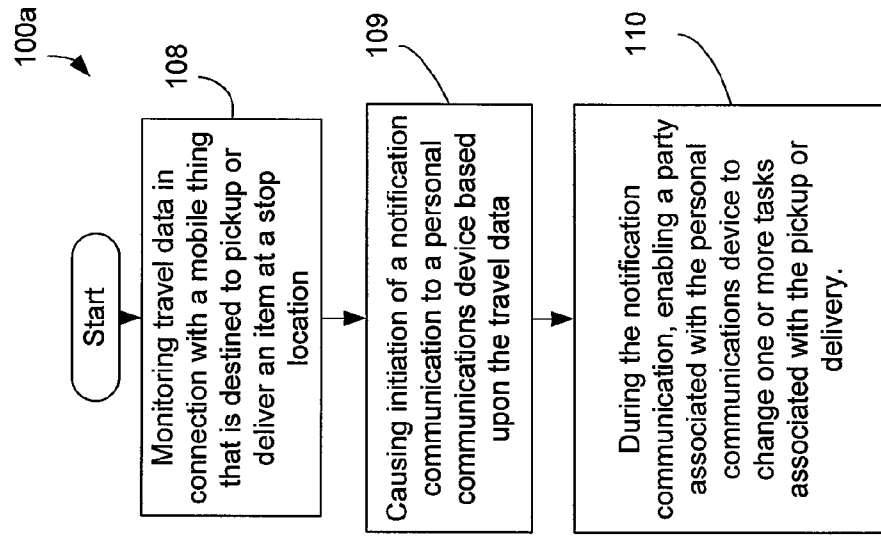 100a
Start
108
Monitoring travel data in
connection with a mobile thing
that is destined to pickup or
deliver an item at a stop
location
109
Causing initiation of a notification
communication to a personal
communications device based
upon the travel data
110
During the notification
communication, enabling a party
associated with the personal
communications device to
change one or more tasks
associated with the pickup or
delivery.